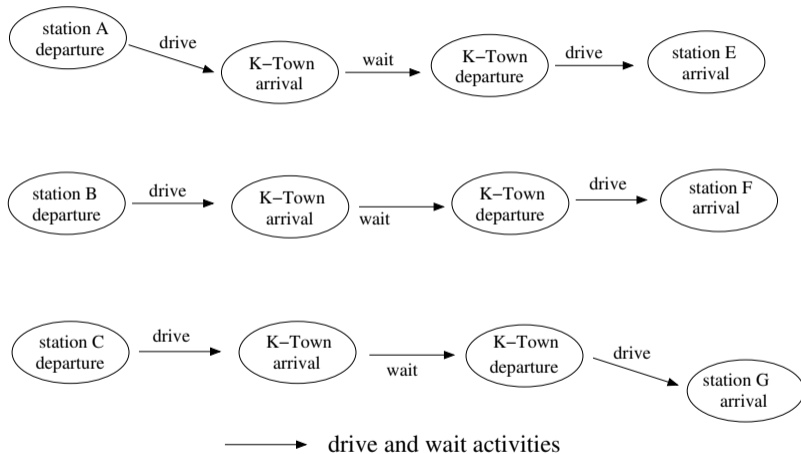 station A
departure
drive
K−Town
arrival
wait
K−Town
departure
drive
station E
arrival
station B
departure
drive
K−Town
arrival
wait
K−Town
departure
drive
station F
arrival
station C
departure
drive
K−Town
arrival
wait
K−Town
departure
drive
station G
arrival
drive and wait activities